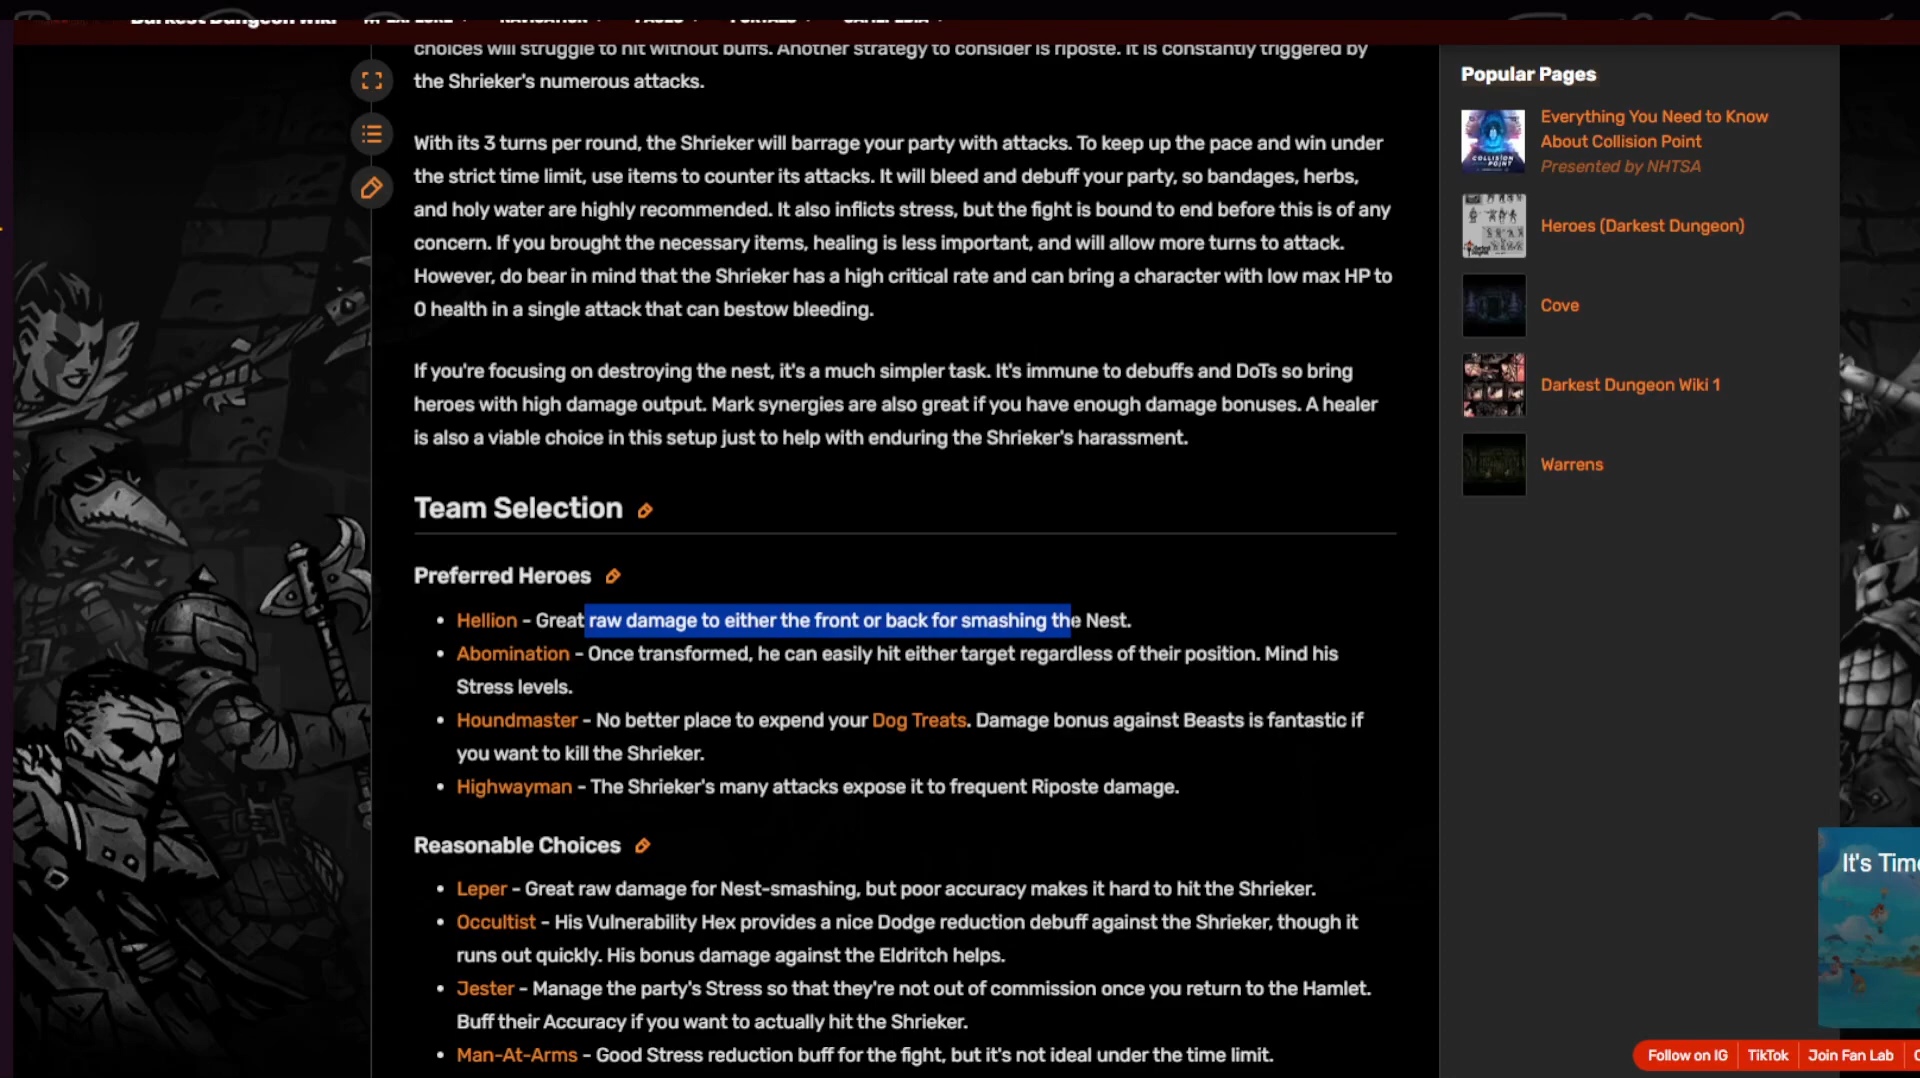 Darkest Dungeon Wiki
EXPLORE NAVIGATION PAGES PORTALS GAMEPEDIA
choices will struggle to hit without buffs. Another strategy to consider is riposte. It is constantly triggered by
the Shrieker's numerous attacks.
With its 3 turns per round, the Shrieker will barrage your party with attacks. To keep up the pace and win under
the strict time limit, use items to counter its attacks. It will bleed and debuff your party, so bandages, herbs,
and holy water are highly recommended. It also inflicts stress, but the fight is bound to end before this is of any
concern. If you brought the necessary items, healing is less important, and will allow more turns to attack.
However, do bear in mind that the Shrieker has a high critical rate and can bring a character with low max HP to
0 health in a single attack that can bestow bleeding.
If you're focusing on destroying the nest, it's a much simpler task. It's immune to debuffs and DoTs so bring
heroes with high damage output. Mark synergies are also great if you have enough damage bonuses. A healer
is also a viable choice in this setup just to help with enduring the Shrieker's harassment.
Team Selection
Preferred Heroes
• Hellion - Great raw damage to either the front or back for smashing the Nest.
• Abomination - Once transformed, he can easily hit either target regardless of their position. Mind his
Stress levels.
• Houndmaster - No better place to expend your Dog Treats. Damage bonus against Beasts is fantastic if
you want to kill the Shrieker.
• Highwayman - The Shrieker's many attacks expose it to frequent Riposte damage.
Reasonable Choices
• Leper - Great raw damage for Nest-smashing, but poor accuracy makes it hard to hit the Shrieker.
• Occultist - His Vulnerability Hex provides a nice Dodge reduction debuff against the Shrieker, though it
runs out quickly. His bonus damage against the Eldritch helps.
• Jester - Manage the party's Stress so that they're not out of commission once you return to the Hamlet.
Buff their Accuracy if you want to actually hit the Shrieker.
• Man-At-Arms - Good Stress reduction buff for the fight, but it's not ideal under the time limit.
Popular Pages
COLLISION POINT
Everything You Need to Know
About Collision Point
Presented by NHTSA
Heroes (Darkest Dungeon)
Cove
Darkest Dungeon Wiki 1
Warrens
It's Time
Follow on IG
TikTok
Join Fan Lab